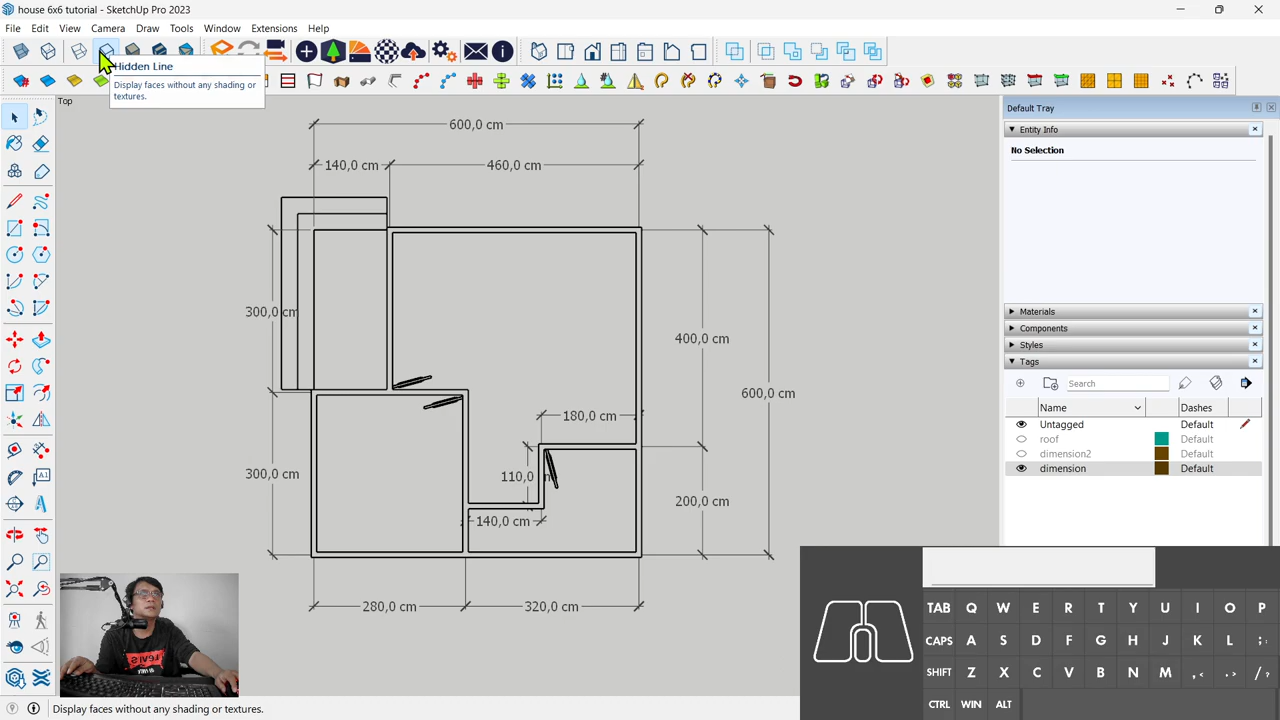 house 6x6 tutorial - SketchUp Pro 2023
File Edit View Camera Draw Tools Window Extensions Help
Hidden Line
Display faces without any shading or
textures.
Top
Default Tray
Entity Info
No Selection
600,0 cm
140,0 cm
460,0 cm
300,0 cm
400,0 cm
600,0 cm
180,0 cm
300,0 cm
110,0
200,0 cm
140,0 cm
280,0 cm
320,0 cm
Materials
Components
Styles
Tags
Search
Name Dashes
Untagged Default
roof Default
dimension2 Default
dimension Default
TAB Q W E R T Y U I O P
CAPS A S D F G H J K L ; :
SHIFT Z X C V B N M , < . > / ?
CTRL WIN ALT
LEVI'S
Display faces without any shading or textures.